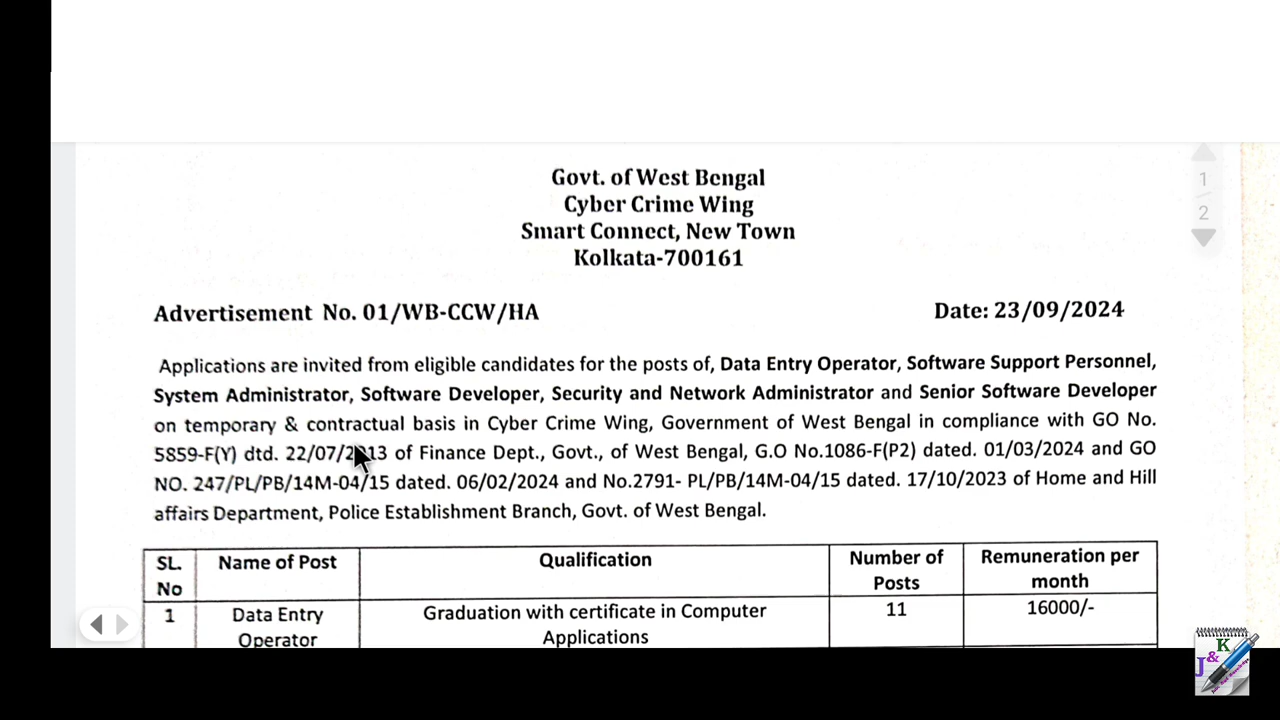 Govt. of West Bengal
Cyber Crime Wing
Smart Connect, New Town
Kolkata-700161
1
2
Advertisement No. 01/WB-CCW/HA Date: 23/09/2024
Applications are invited from eligible candidates for the posts of, Data Entry Operator, Software Support Personnel,
System Administrator, Software Developer, Security and Network Administrator and Senior Software Developer
on temporary & contractual basis in Cyber Crime Wing, Government of West Bengal in compliance with GO No.
5859-F(Y) dtd. 22/07/2013 of Finance Dept., Govt., of West Bengal, G.O No.1086-F(P2) dated. 01/03/2024 and GO
NO. 247/PL/PB/14M-04/15 dated. 06/02/2024 and No.2791- PL/PB/14M-04/15 dated. 17/10/2023 of Home and Hill
affairs Department, Police Establishment Branch, Govt. of West Bengal.
SL. No Name of Post Qualification Number of Posts Remuneration per month
1 Data Entry Operator Graduation with certificate in Computer Applications 11 16000/-
J&K